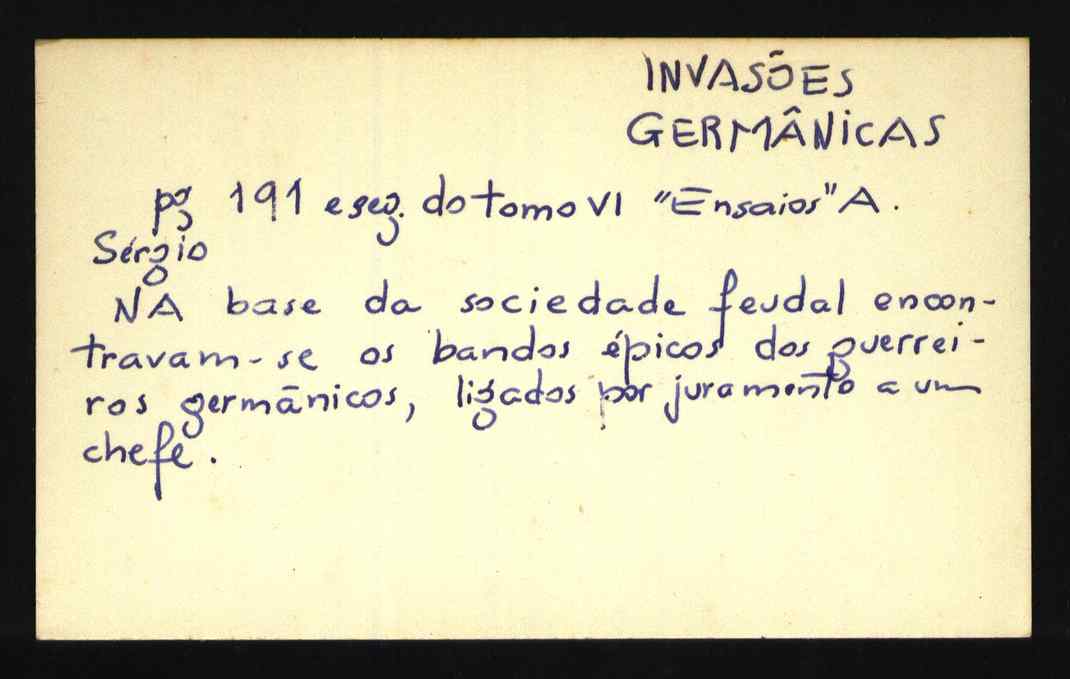 INVASÕES
GERMÂNICAS
pg 191 e seg. do tomo VI "Ensaios" A.
Sérgio
NA base da sociedade feudal encon-
travam-se os bandos épicos dos guerrei-
ros germânicos, ligados por juramento a um
chefe.